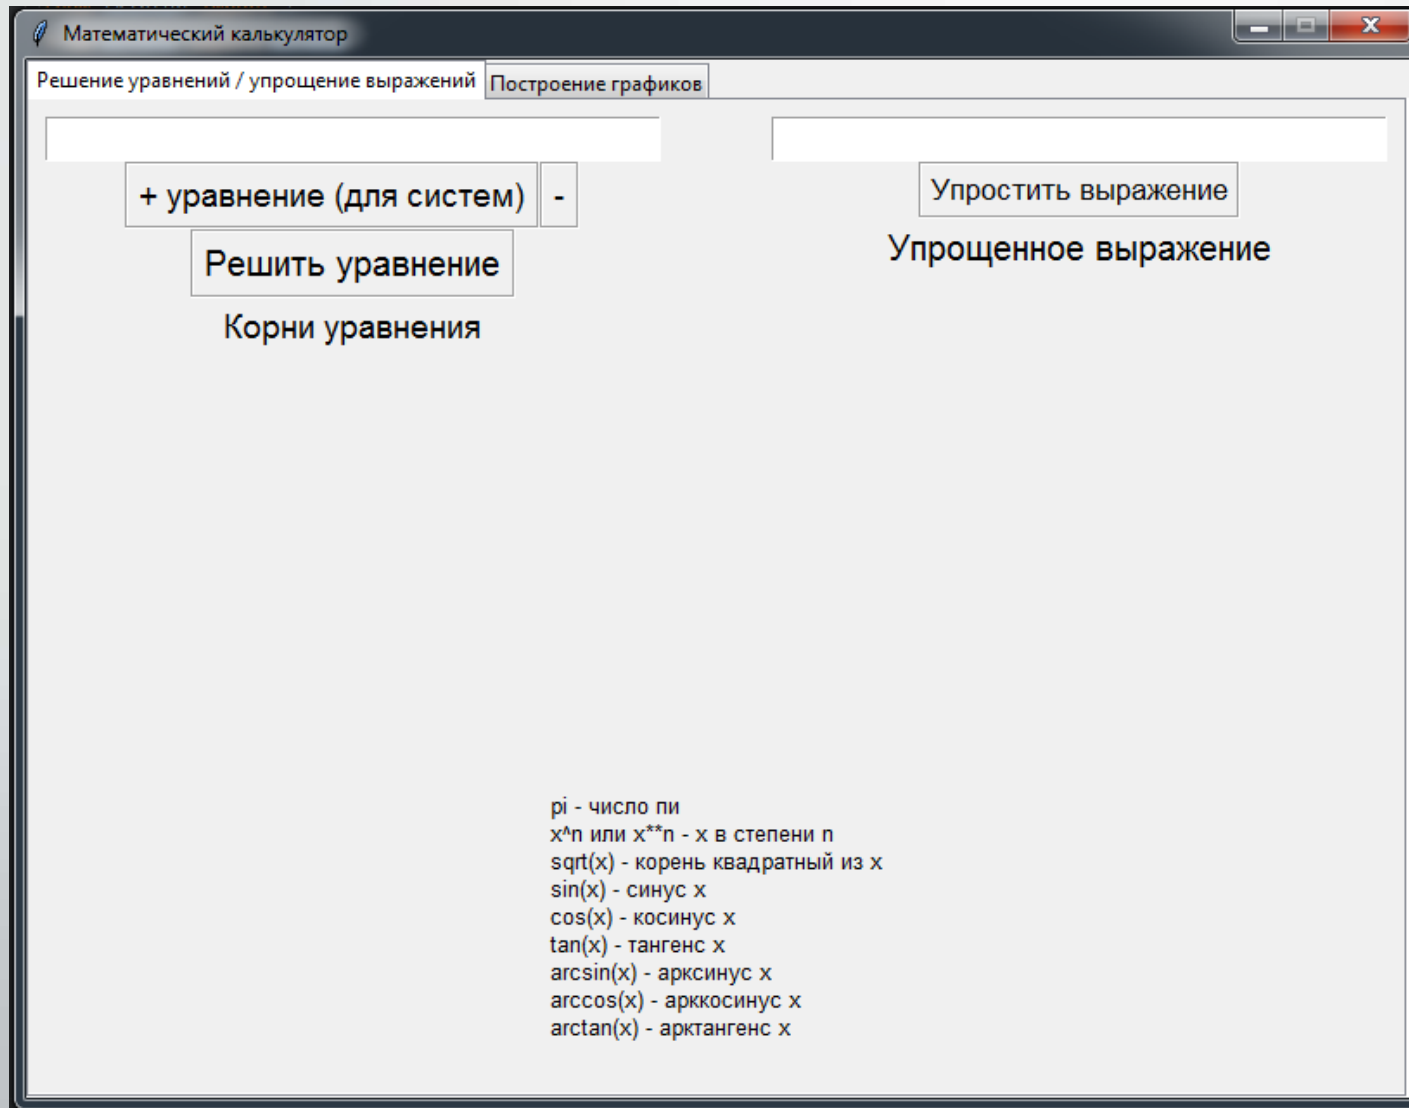 Математический калькулятор
Решение уравнений / упрощение выражений
Построение графиков
+ уравнение (для систем)
-
Решить уравнение
Корни уравнения
Упростить выражение
Упрощенное выражение
pi - число пи
x^n или x**n - x в степени n
sqrt(x) - корень квадратный из x
sin(x) - синус x
cos(x) - косинус x
tan(x) - тангенс x
arcsin(x) - арксинус x
arccos(x) - арккосинус x
arctan(x) - арктангенс x